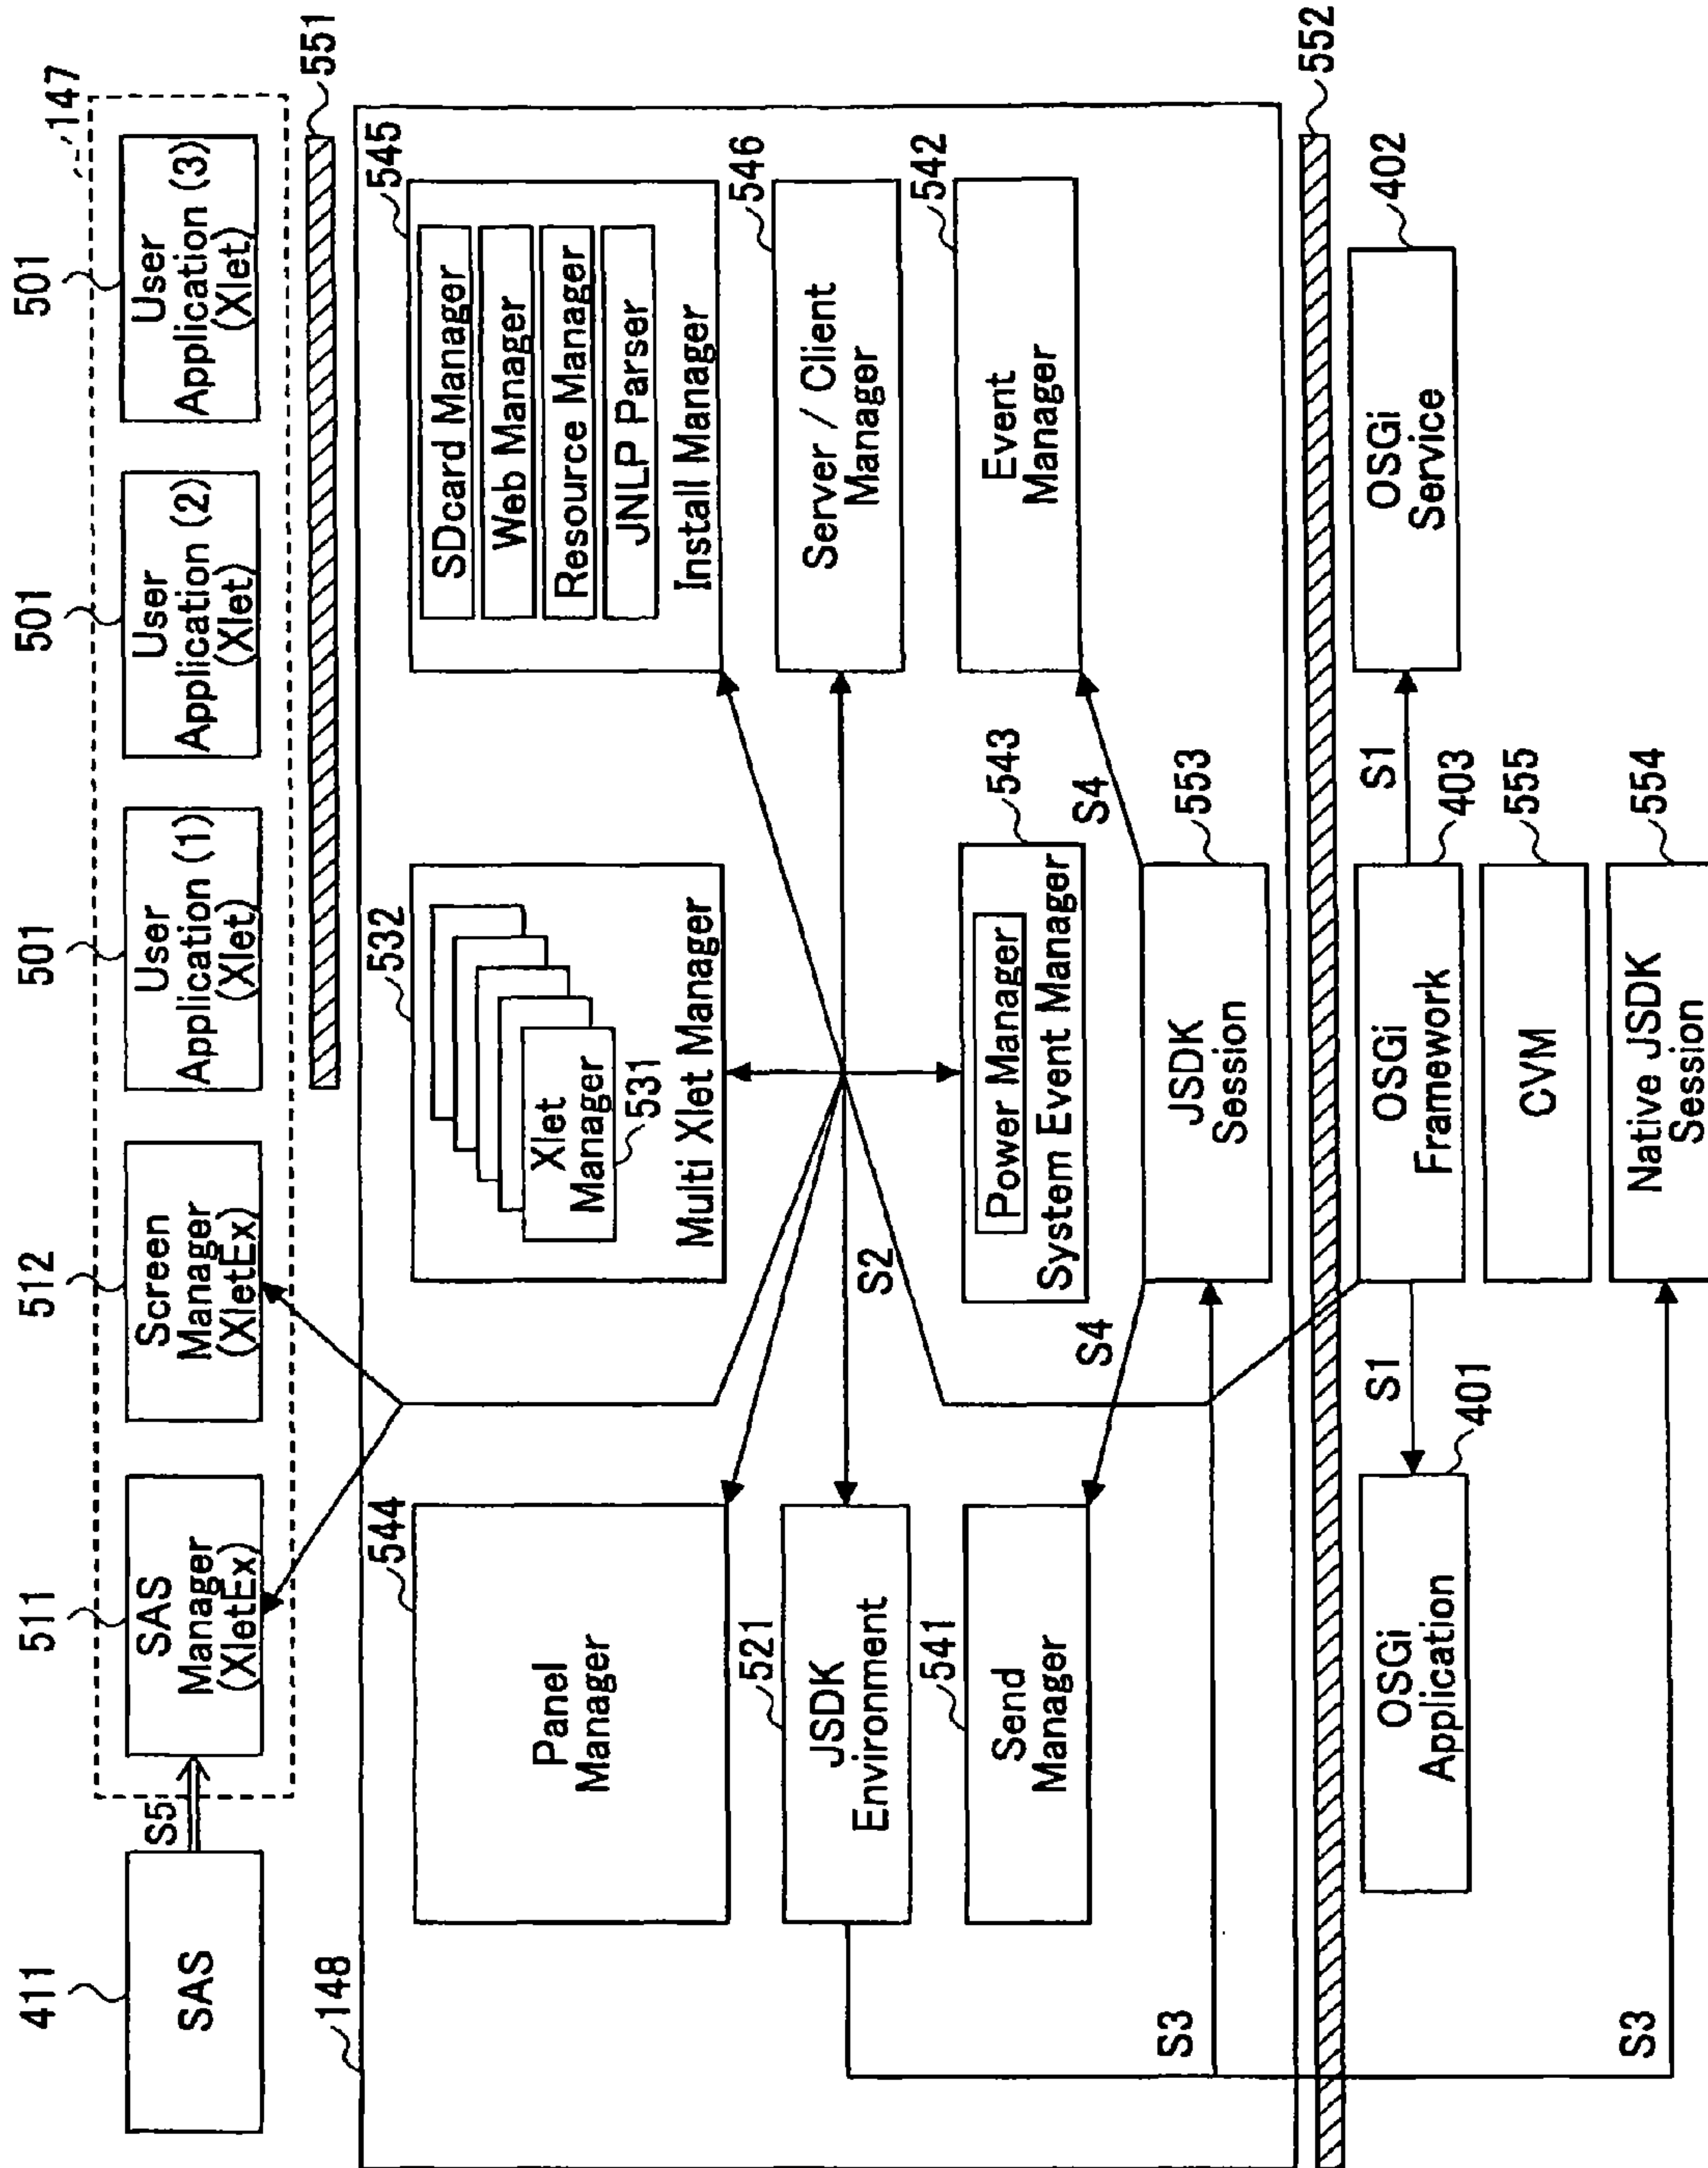 411
SAS
S5
511
SAS
Manager
(XletEx)
512
Screen
Manager
(XletEx)
501
User
Application (1)
(Xlet)
501
User
Application (2)
(Xlet)
501
User
Application (3)
(Xlet)
147
551
148
544
Panel
Manager
532
Xlet
Manager
531
Multi Xlet Manager
545
SDcard Manager
Web Manager
Resource Manager
JNLP Parser
Install Manager
521
JSDK
Environment
S2
546
Server / Client
Manager
541
Send
Manager
S4
543
Power Manager
System Event Manager
S4
542
Event
Manager
S3
553
JSDK
Session
552
401
OSGi
Application
S1
403
OSGi
Framework
S1
402
OSGi
Service
555
CVM
S3
554
Native JSDK
Session